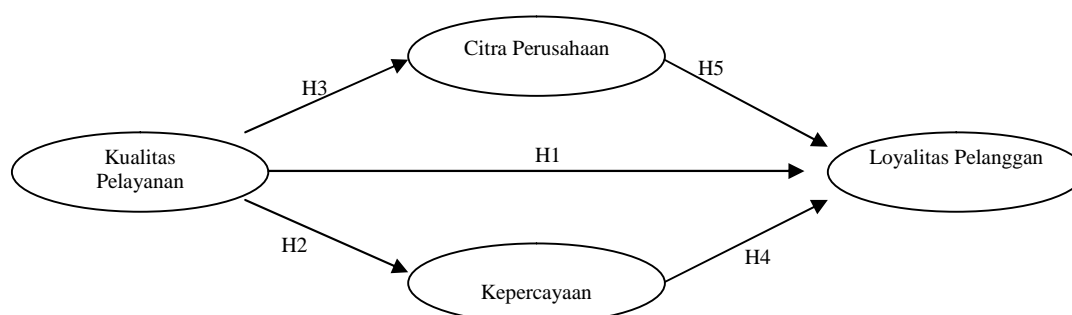 Citra Perusahaan
H5
H3
H1
Kualitas
Pelayanan
Loyalitas Pelanggan
H2
H4
Kepercayaan